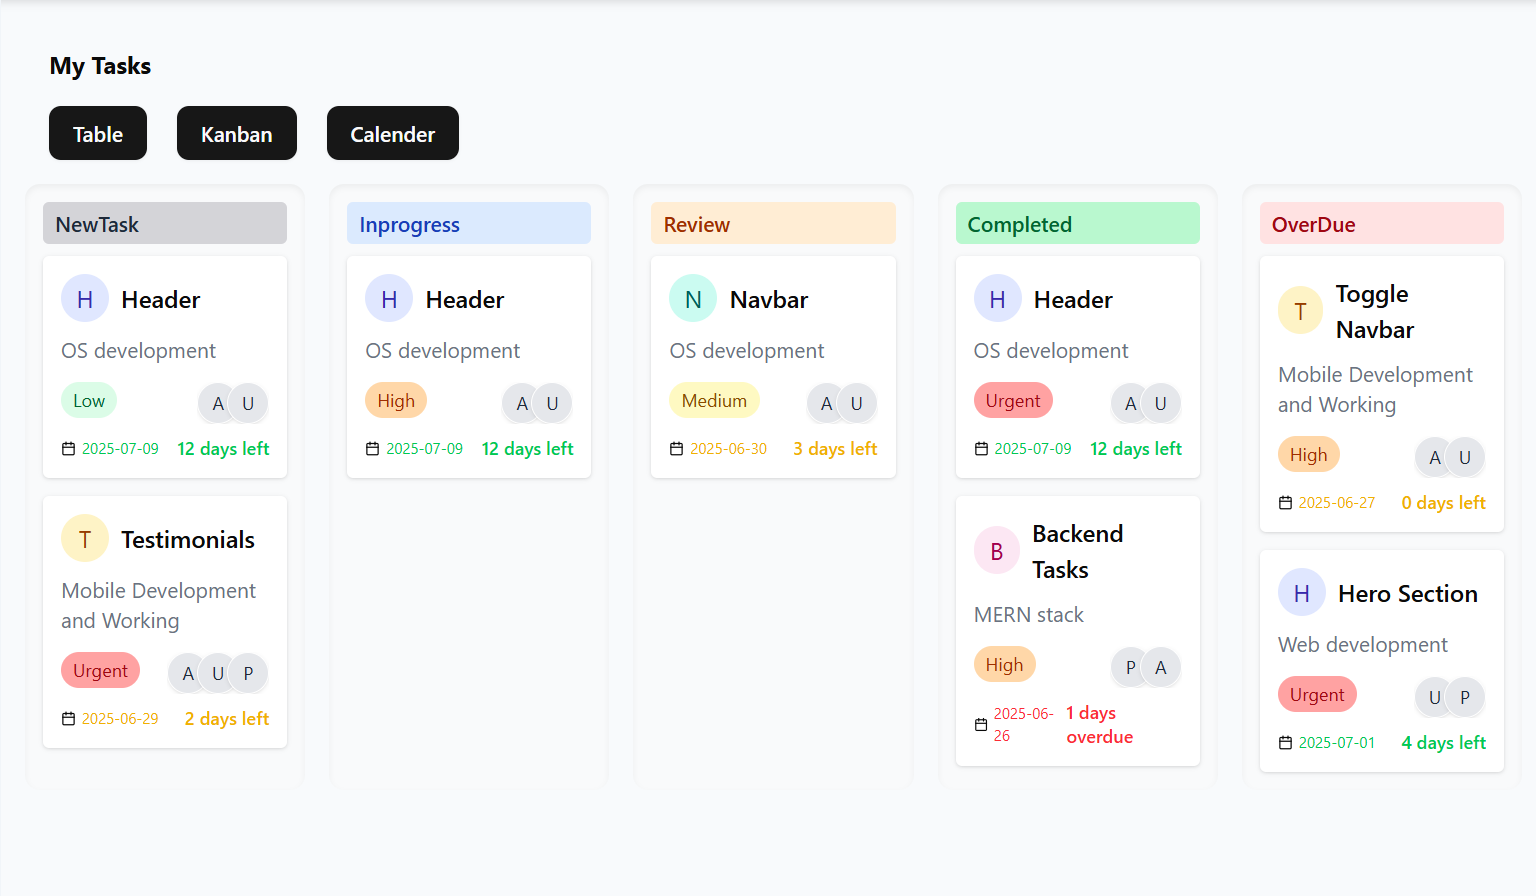 My Tasks
Table
Kanban
Calender
NewTask
H
Header
OS development
Low
A
U
2025-07-09
12 days left
T
Testimonials
Mobile Development
and Working
Urgent
A
U
P
2025-06-29
2 days left
Inprogress
H
Header
OS development
High
A
U
2025-07-09
12 days left
Review
N
Navbar
OS development
Medium
A
U
2025-06-30
3 days left
Completed
H
Header
OS development
Urgent
A
U
2025-07-09
12 days left
B
Backend
Tasks
MERN stack
High
P
A
2025-06-
26
1 days
overdue
OverDue
T
Toggle
Navbar
Mobile Development
and Working
High
A
U
2025-06-27
0 days left
H
Hero Section
Web development
Urgent
U
P
2025-07-01
4 days left